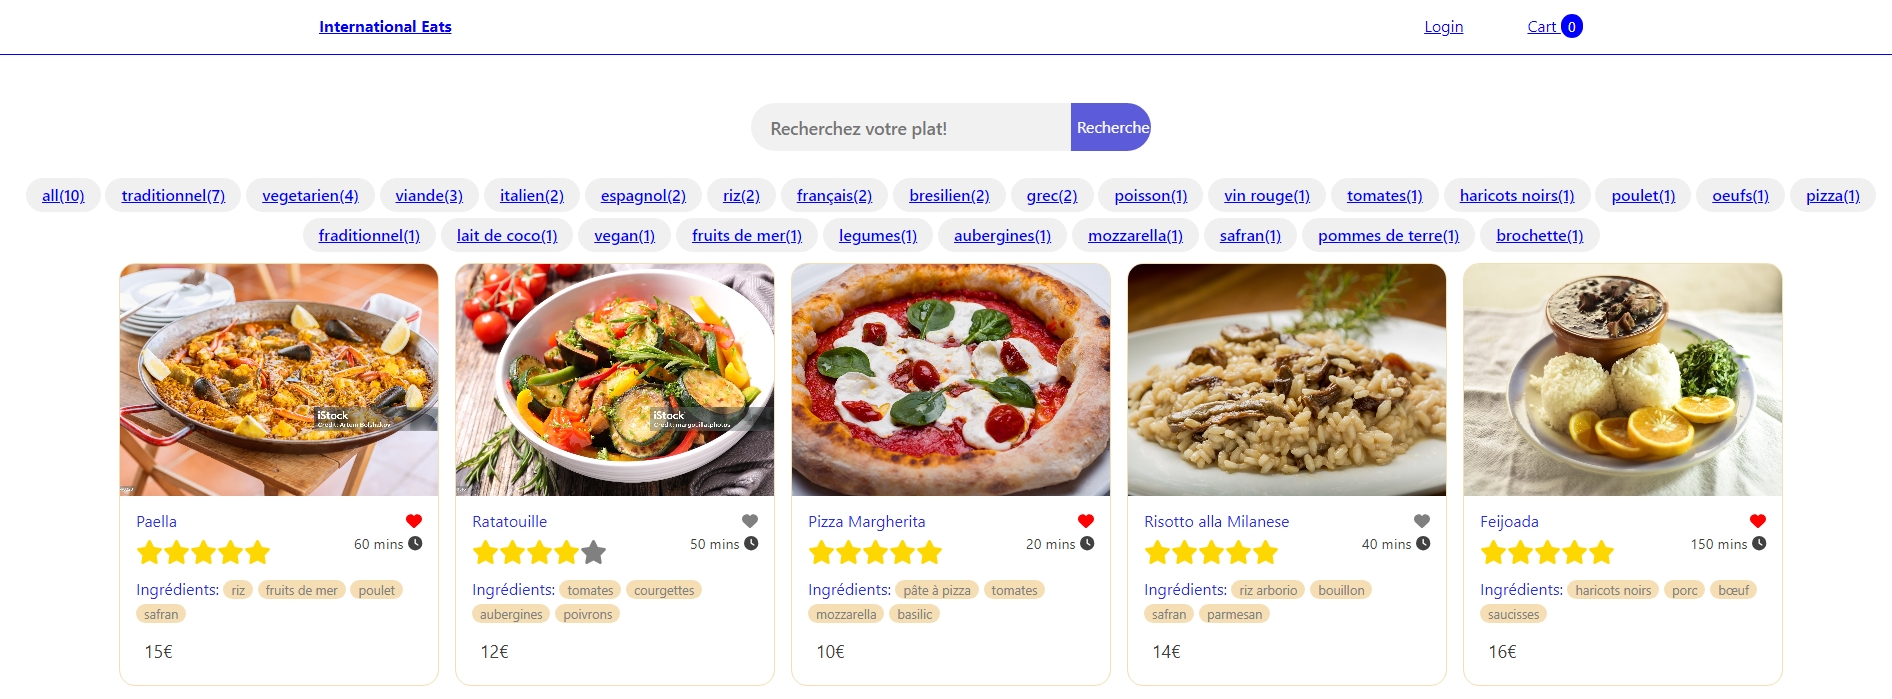 International Eats
Login
Cart 0
Recherchez votre plat!
Recherche
all(10) traditionnel(7) vegetarien(4) viande(3) italien(2) espagnol(2) riz(2) français(2) bresilien(2) grec(2) poisson(1) vin rouge(1) tomates(1) haricots noirs(1) poulet(1) oeufs(1) pizza(1)
fraditionnel(1) lait de coco(1) vegan(1) fruits de mer(1) legumes(1) aubergines(1) mozzarella(1) safran(1) pommes de terre(1) brochette(1)
iStock
Credit: Artem Bolshakov
Paella
60 mins
Ingrédients: riz fruits de mer poulet
safran
15€
iStock
Credit: margouillatphotos
Ratatouille
50 mins
Ingrédients: tomates courgettes
aubergines poivrons
12€
Pizza Margherita
20 mins
Ingrédients: pâte à pizza tomates
mozzarella basilic
10€
Risotto alla Milanese
40 mins
Ingrédients: riz arborio bouillon
safran parmesan
14€
Feijoada
150 mins
Ingrédients: haricots noirs porc bœuf
saucisses
16€